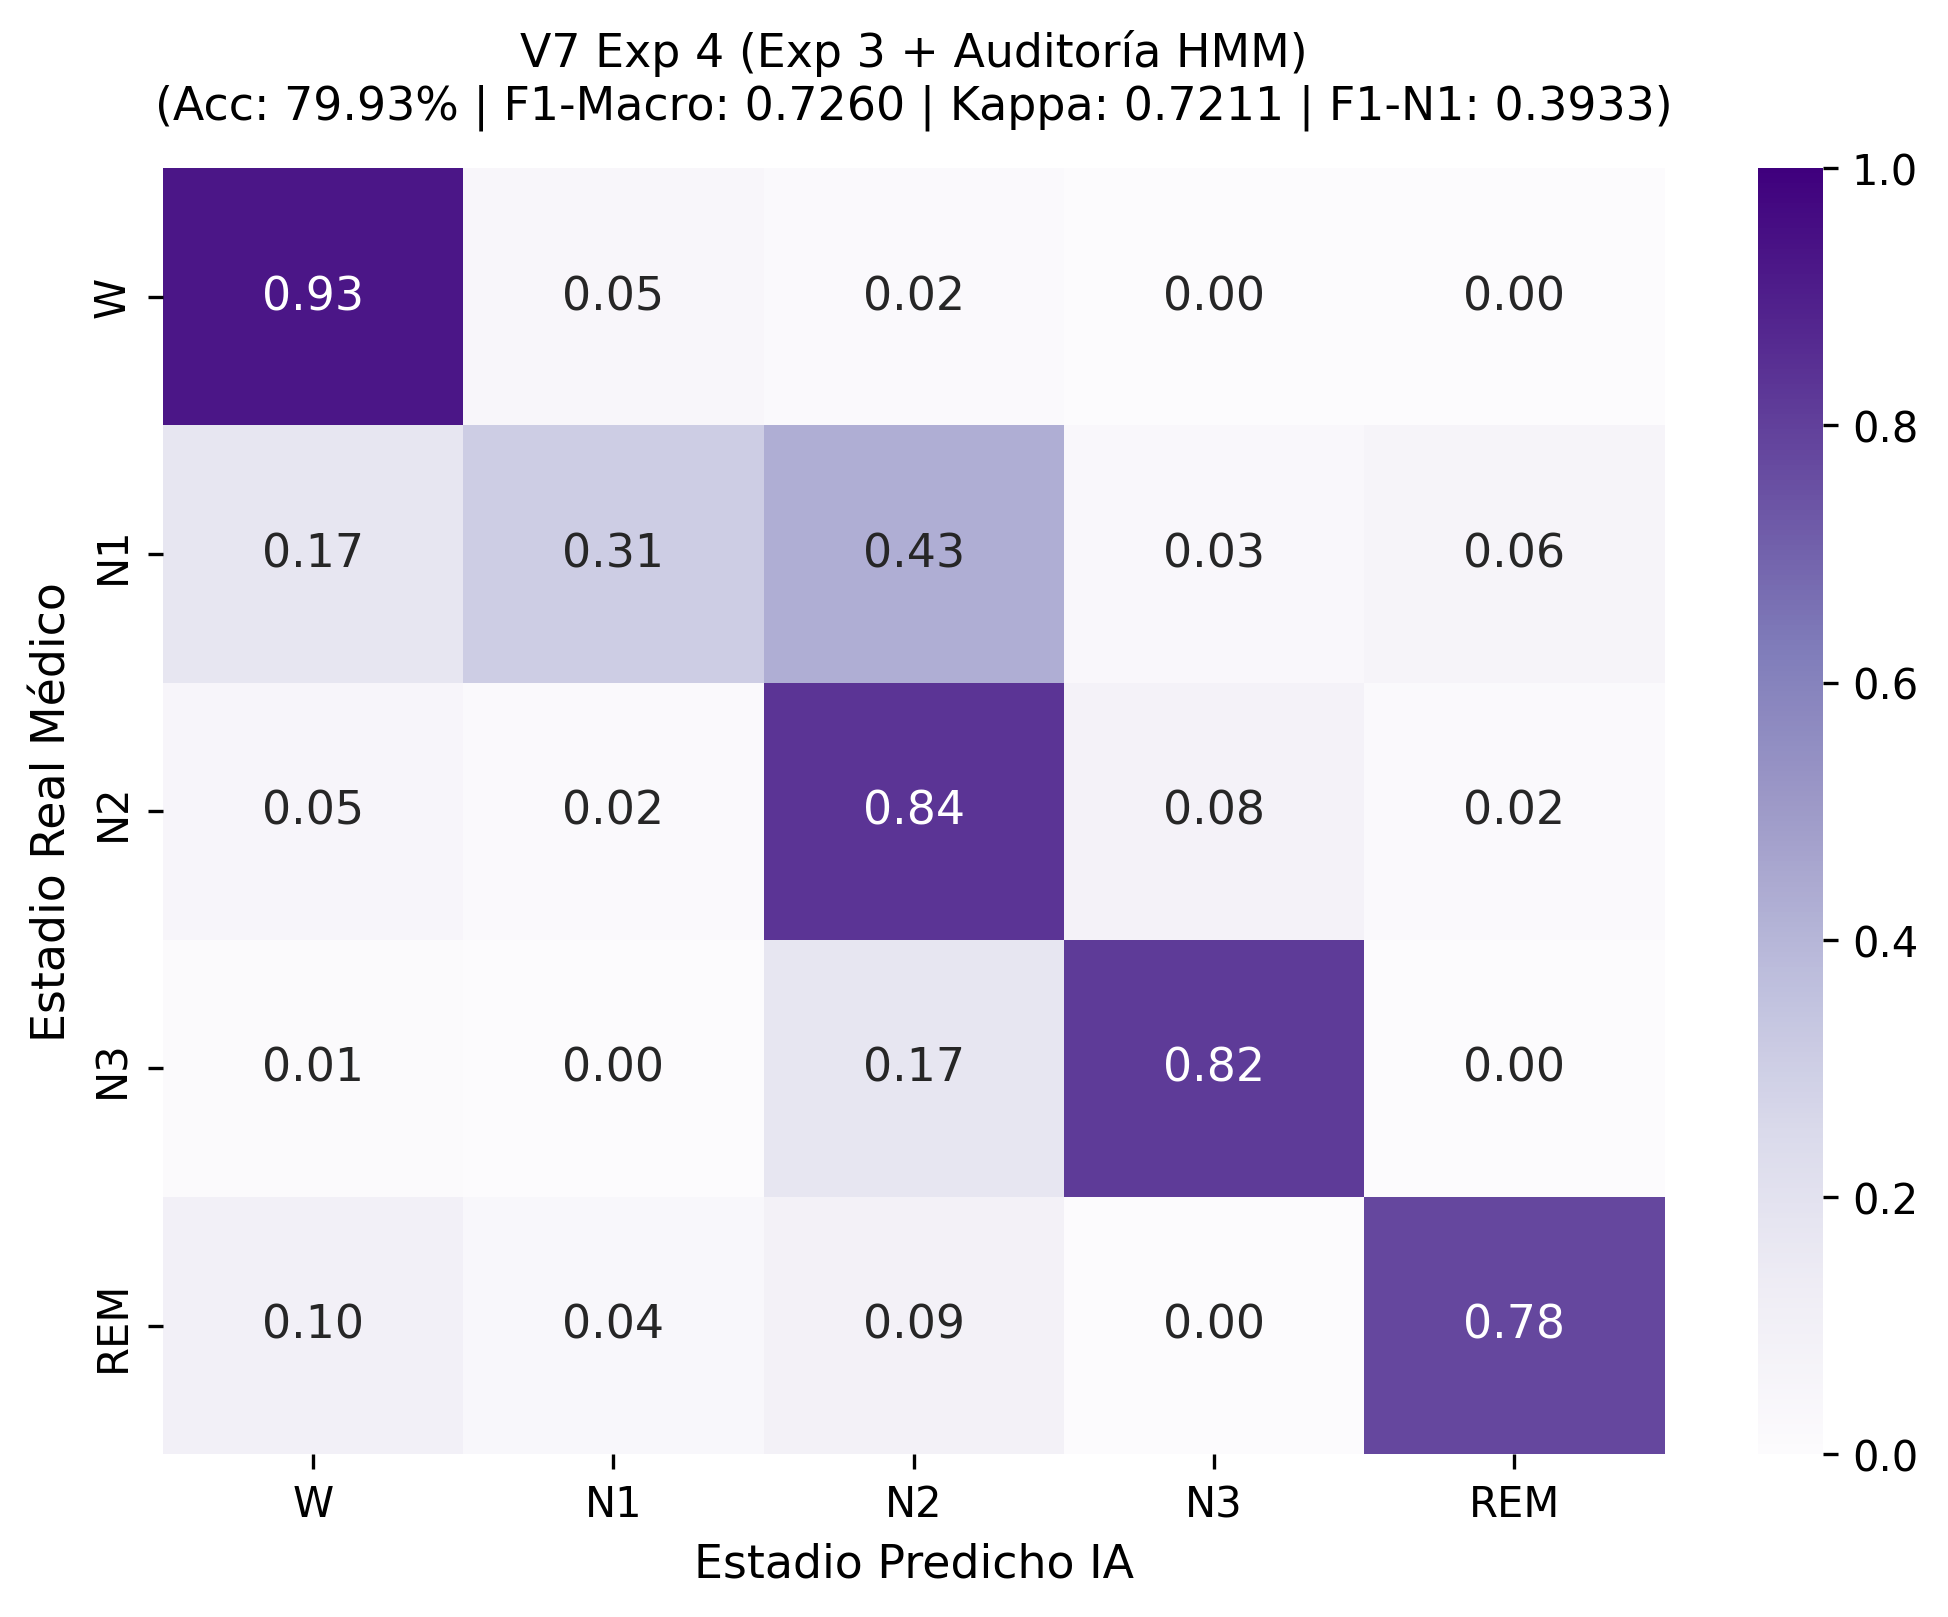 V7 Exp 4 (Exp 3 + Auditoría HMM)
(Acc: 79.93% | F1-Macro: 0.7260 | Kappa: 0.7211 | F1-N1: 0.3933)
Estadio Real Médico
W 0.93 0.05 0.02 0.00 0.00
N1 0.17 0.31 0.43 0.03 0.06
N2 0.05 0.02 0.84 0.08 0.02
N3 0.01 0.00 0.17 0.82 0.00
REM 0.10 0.04 0.09 0.00 0.78
W N1 N2 N3 REM
Estadio Predicho IA
1.0
0.8
0.6
0.4
0.2
0.0